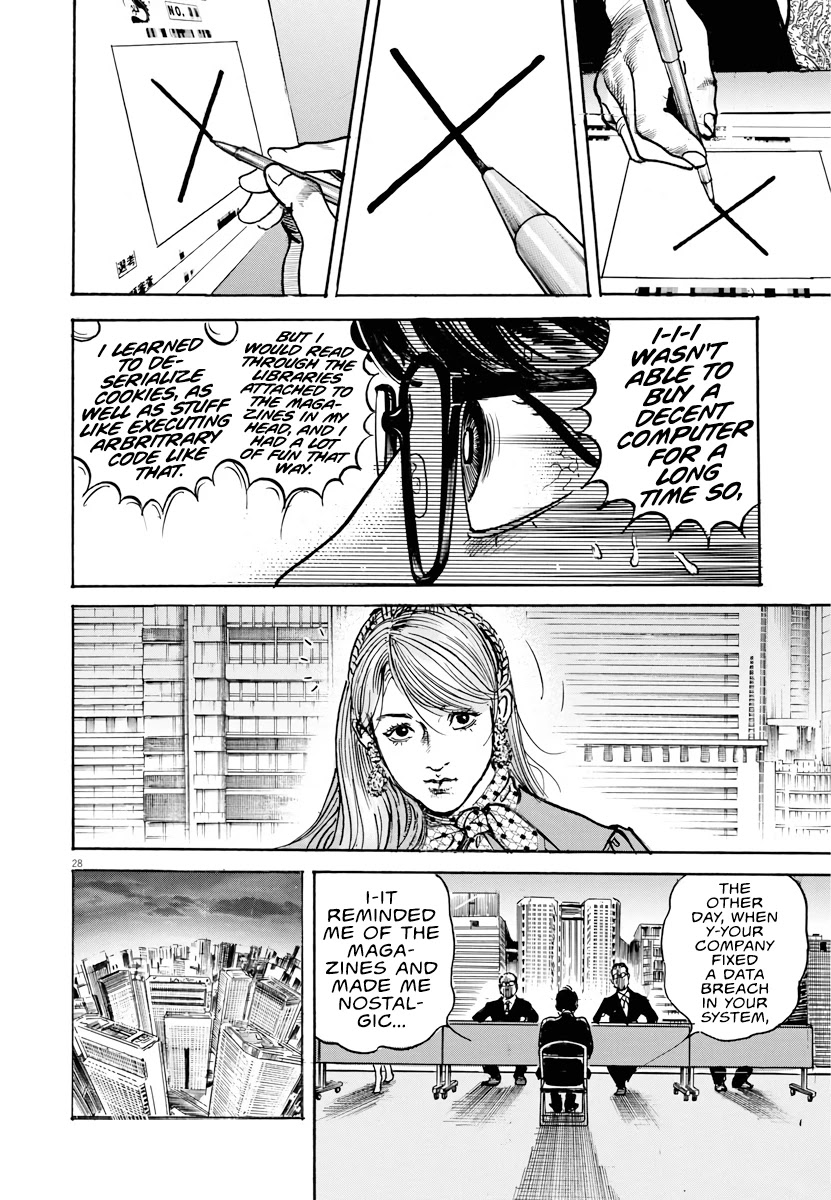 NO.
選考
I-I-I
WASN'T
ABLE TO
BUY A
DECENT
COMPUTER
FOR A
LONG
TIME SO,
BUT I
WOULD READ
THROUGH THE
LIBRARIES
ATTACHED TO
THE MAGA-
ZINES IN MY
HEAD, AND I
HAD A LOT
OF FUN THAT
WAY.
I LEARNED
TO DE-
SERIALIZE
COOKIES, AS
WELL AS STUFF
LIKE EXECUTING
ARBRITRARY
CODE LIKE
THAT.
28
THE
OTHER
DAY, WHEN
Y-YOUR
COMPANY
FIXED
A DATA
BREACH
IN YOUR
SYSTEM,
I-IT
REMINDED
ME OF THE
MAGA-
ZINES AND
MADE ME
NOSTAL-
GIC...